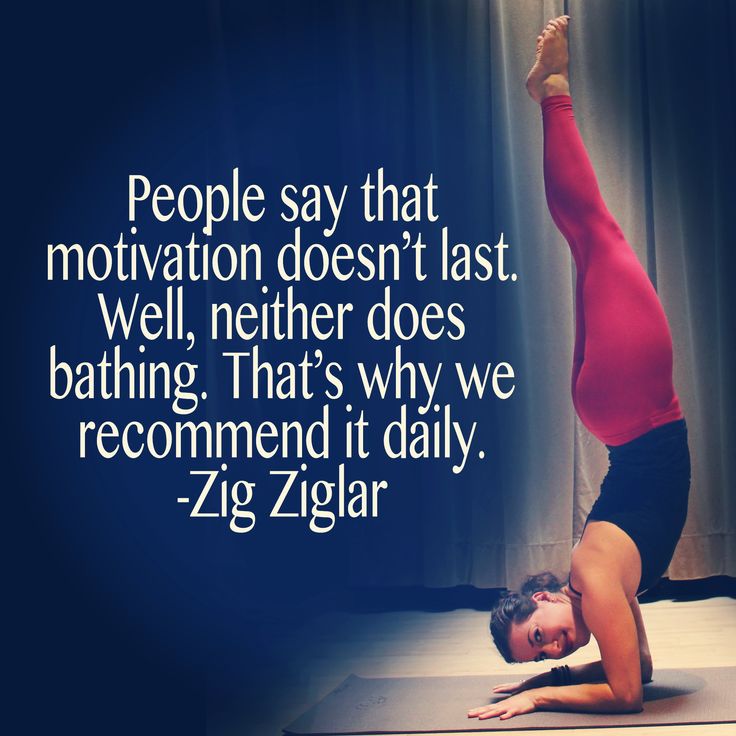 People say that
motivation doesn’t last.
Well, neither does
bathing. That’s why we
recommend it daily.
-Zig Ziglar